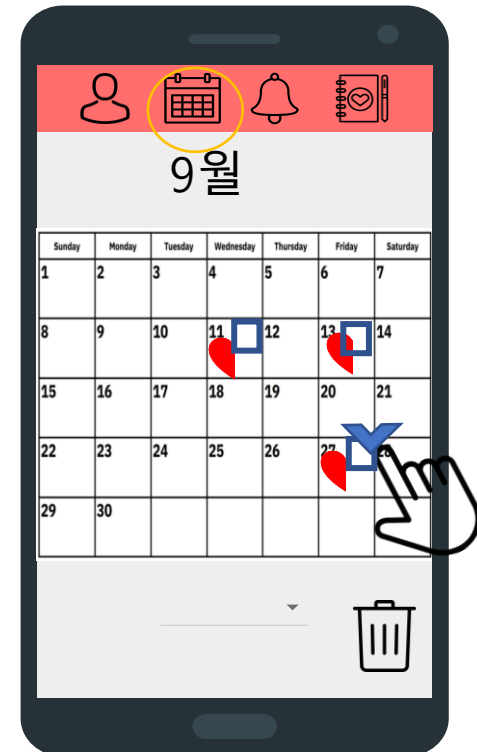 9월
Sunday Monday Tuesday Wednesday Thursday Friday Saturday
1 2 3 4 5 6 7
8 9 10 11 12 13 14
15 16 17 18 19 20 21
22 23 24 25 26 27 28
29 30